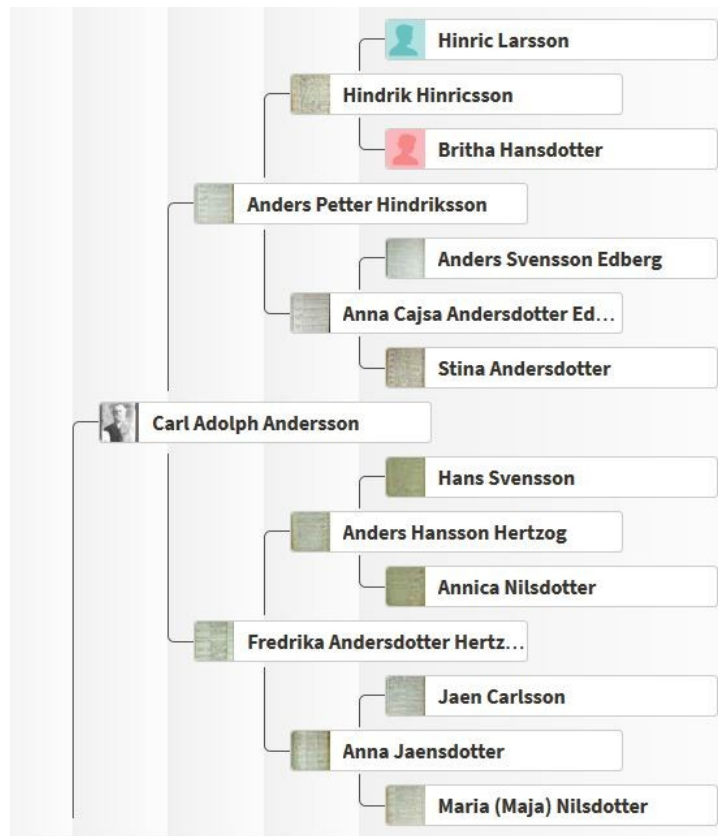 Hinric Larsson
Hindrik Hinricsson
Britha Hansdotter
Anders Petter Hindriksson
Anders Svensson Edberg
Anna Cajsa Andersdotter Ed...
Stina Andersdotter
Carl Adolph Andersson
Hans Svensson
Anders Hansson Hertzog
Annica Nilsdotter
Fredrika Andersdotter Hertz...
Jaen Carlsson
Anna Jaensdotter
Maria (Maja) Nilsdotter